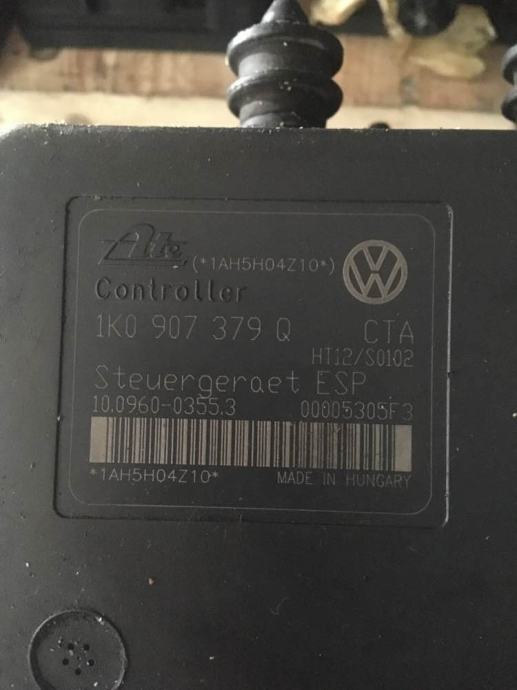 Ate (*1AH5H04Z10*)
VW
Controller
1K0 907 379 Q CTA
HT12/S0102
Steuergeraet ESP
10.0960-0355.3 00005305F3
*1AH5H04Z10*
MADE IN HUNGARY